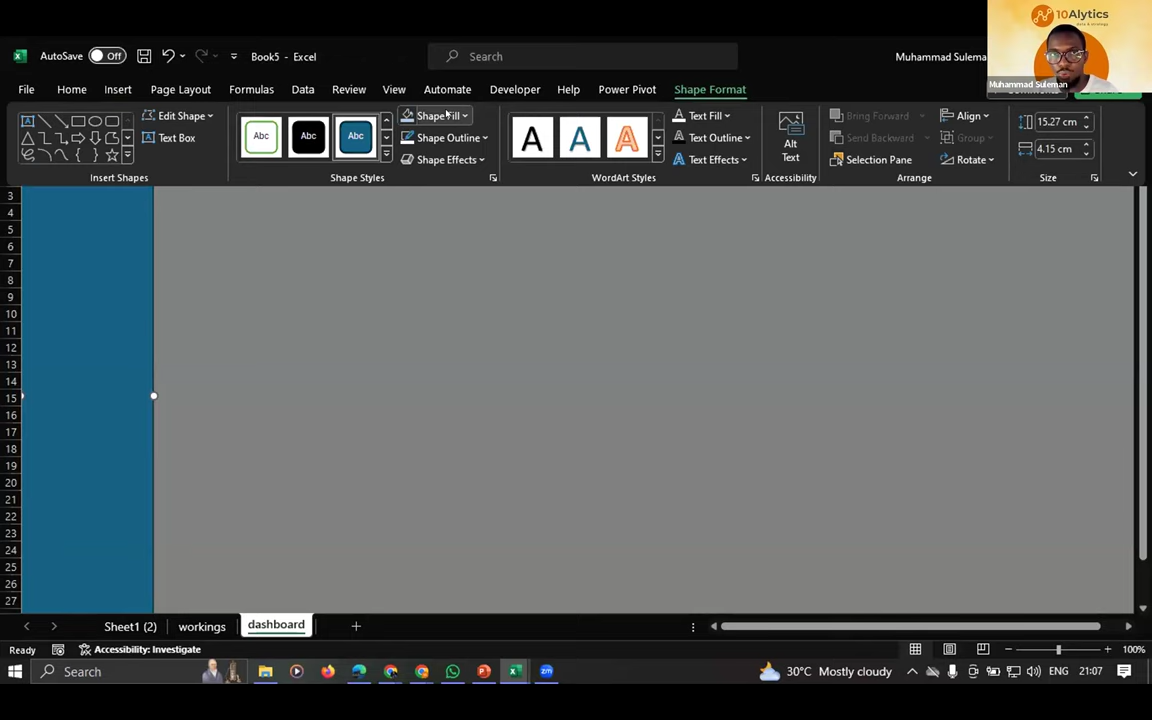 10Alytics
Muhammad Suleman
AutoSave Off Book5 - Excel Search Muhammad Sulema
File Home Insert Page Layout Formulas Data Review View Automate Developer Help Power Pivot Shape Format
Edit Shape
Text Box
Insert Shapes
Abc Abc Abc
Shape Fill
Shape Outline
Shape Effects
Shape Styles
A A A
Text Fill
Text Outline
Text Effects
WordArt Styles
Alt
Text
Accessibility
Bring Forward
Send Backward
Selection Pane
Align
Group
Rotate
Arrange
15.27 cm
4.15 cm
Size
3
4
5
6
7
8
9
10
11
12
13
14
15
16
17
18
19
20
21
22
23
24
25
26
27
Sheet1 (2) workings dashboard
Ready Accessibility: Investigate 100%
Search 30°C Mostly cloudy ENG 21:07